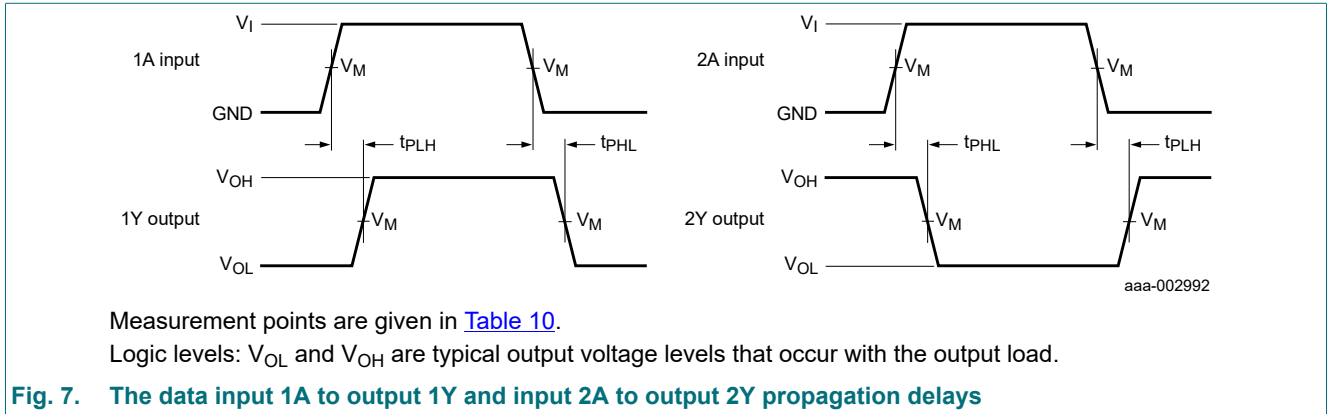 VI
1A input
VM
VM
GND
tPLH
tPHL
VOH
1Y output
VM
VM
VOL
VI
2A input
VM
VM
GND
tPHL
tPLH
VOH
2Y output
VM
VM
VOL
aaa-002992
Measurement points are given in Table 10.
Logic levels: VOL and VOH are typical output voltage levels that occur with the output load.
Fig. 7. The data input 1A to output 1Y and input 2A to output 2Y propagation delays